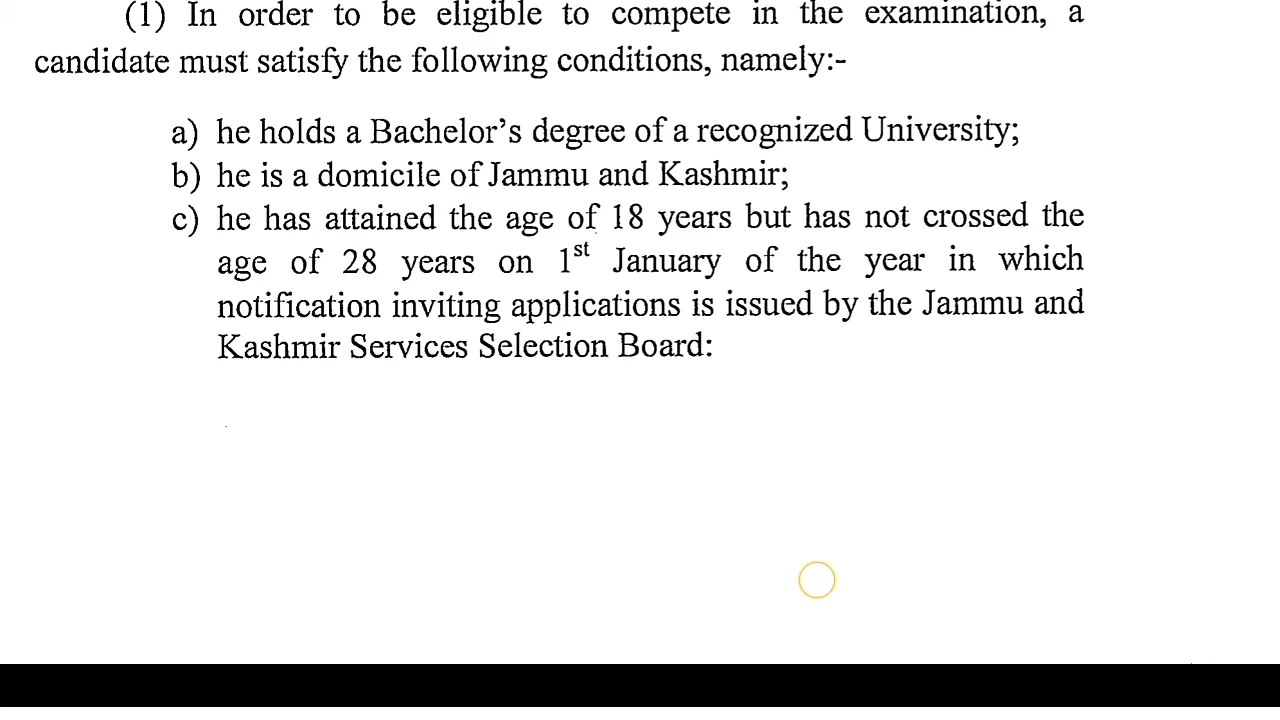 (1) In order to be eligible to compete in the examination, a
candidate must satisfy the following conditions, namely:-
a) he holds a Bachelor's degree of a recognized University;
b) he is a domicile of Jammu and Kashmir;
c) he has attained the age of 18 years but has not crossed the
age of 28 years on 1st January of the year in which
notification inviting applications is issued by the Jammu and
Kashmir Services Selection Board: